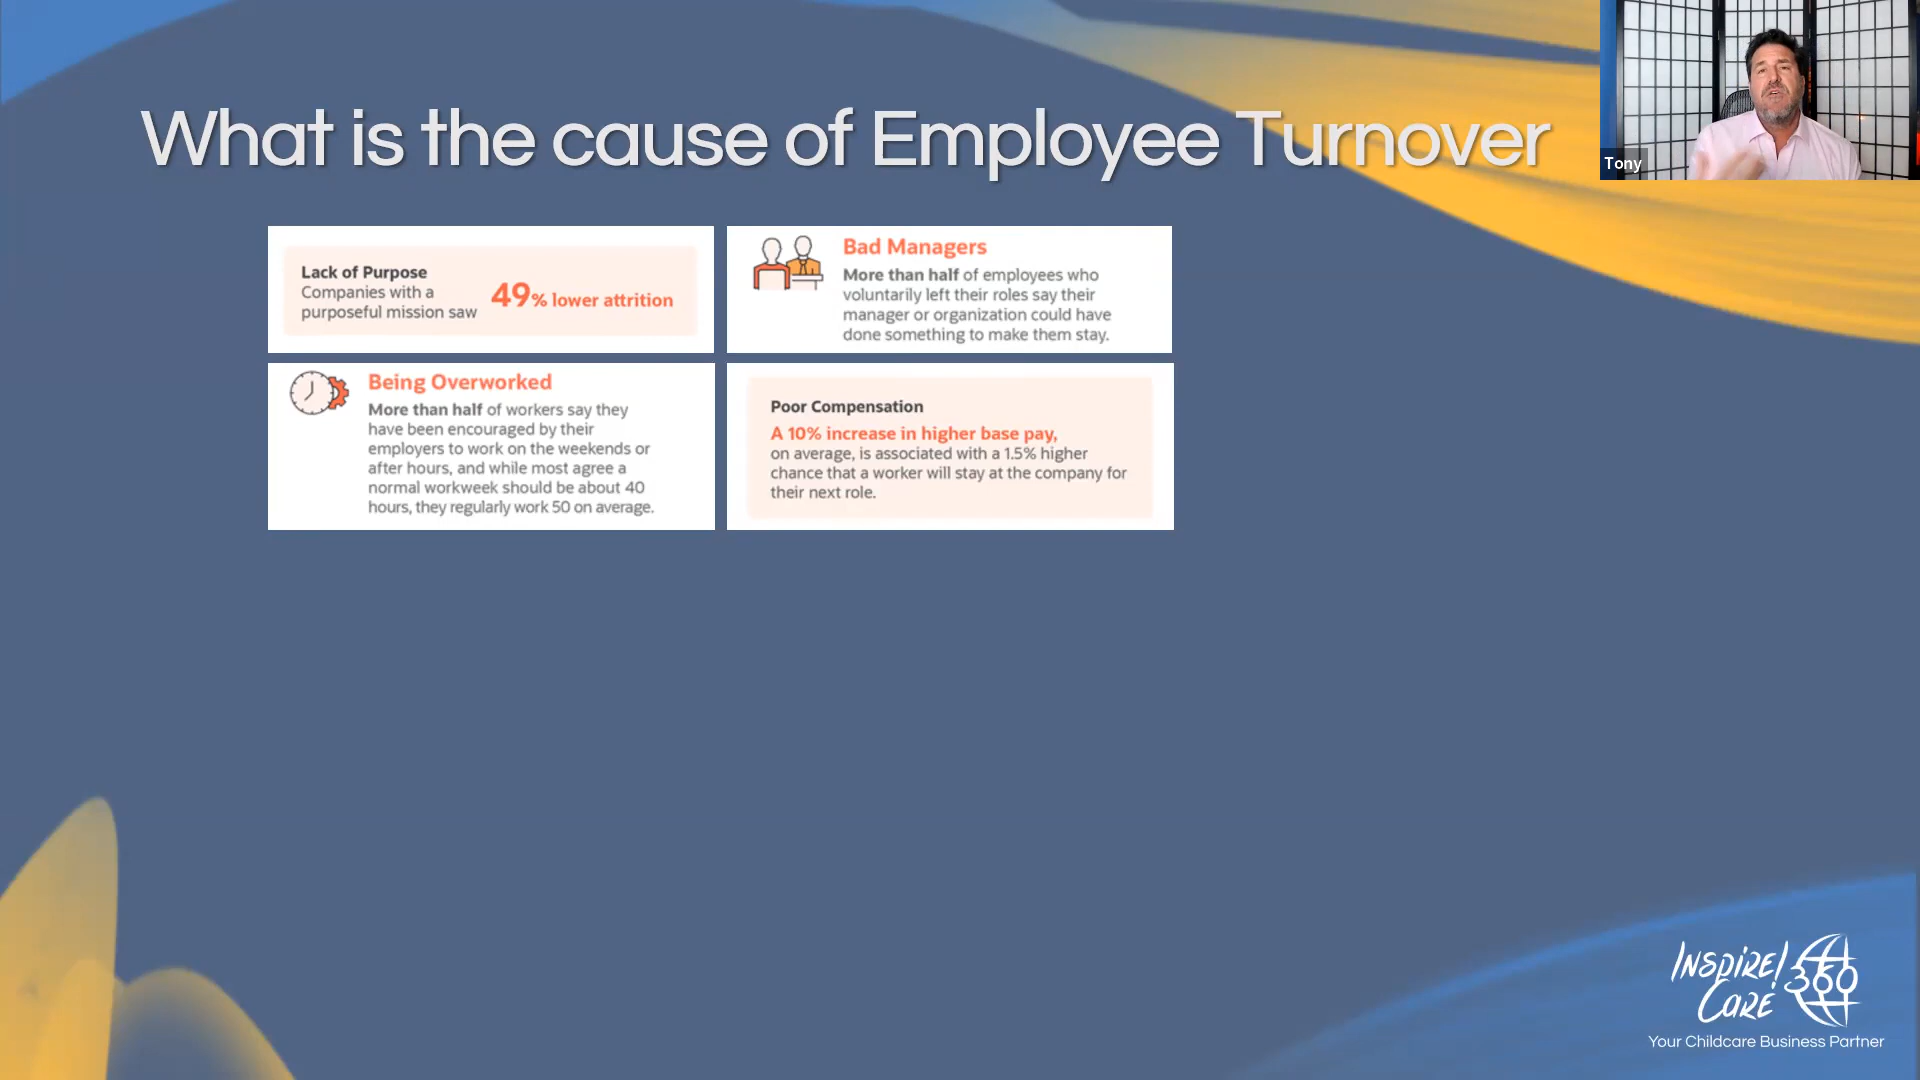 What is the cause of Employee Turnover
Tony
Lack of Purpose
Companies with a
purposeful mission saw
49% lower attrition
Bad Managers
More than half of employees who
voluntarily left their roles say their
manager or organization could have
done something to make them stay.
Being Overworked
More than half of workers say they
have been encouraged by their
employers to work on the weekends or
after hours, and while most agree a
normal workweek should be about 40
hours, they regularly work 50 on average.
Poor Compensation
A 10% increase in higher base pay,
on average, is associated with a 1.5% higher
chance that a worker will stay at the company for
their next role.
INSPIRE!
CARE 360
Your Childcare Business Partner